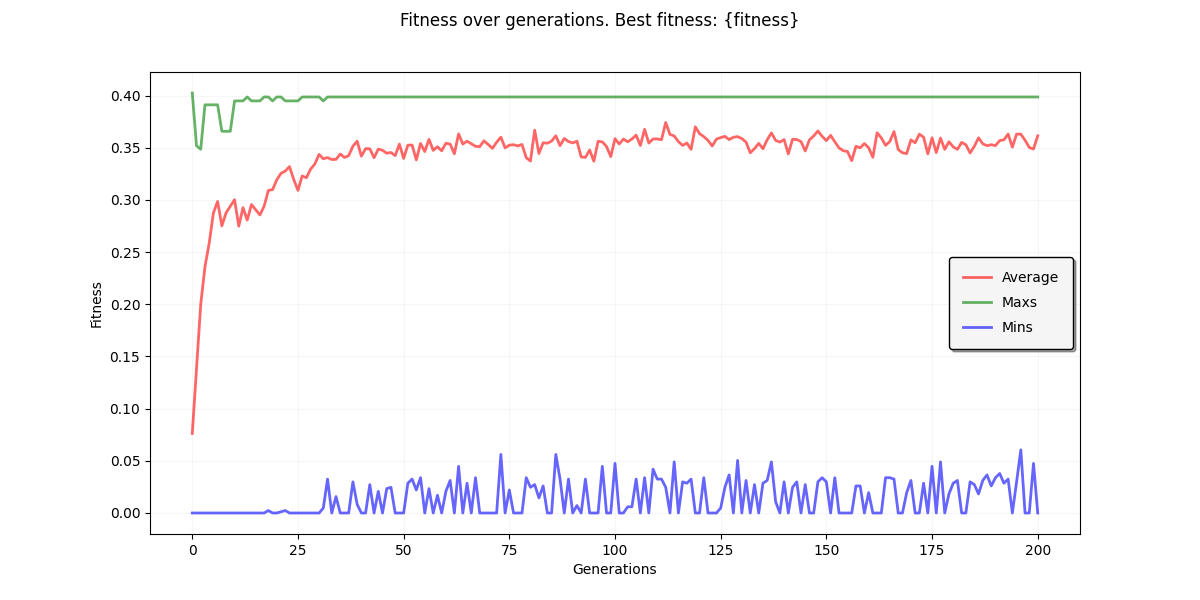 Fitness over generations. Best fitness: {fitness}
0.40
0.35
0.30
0.25
0.20
0.15
0.10
0.05
0.00
Fitness
Average
Maxs
Mins
0 25 50 75 100 125 150 175 200
Generations